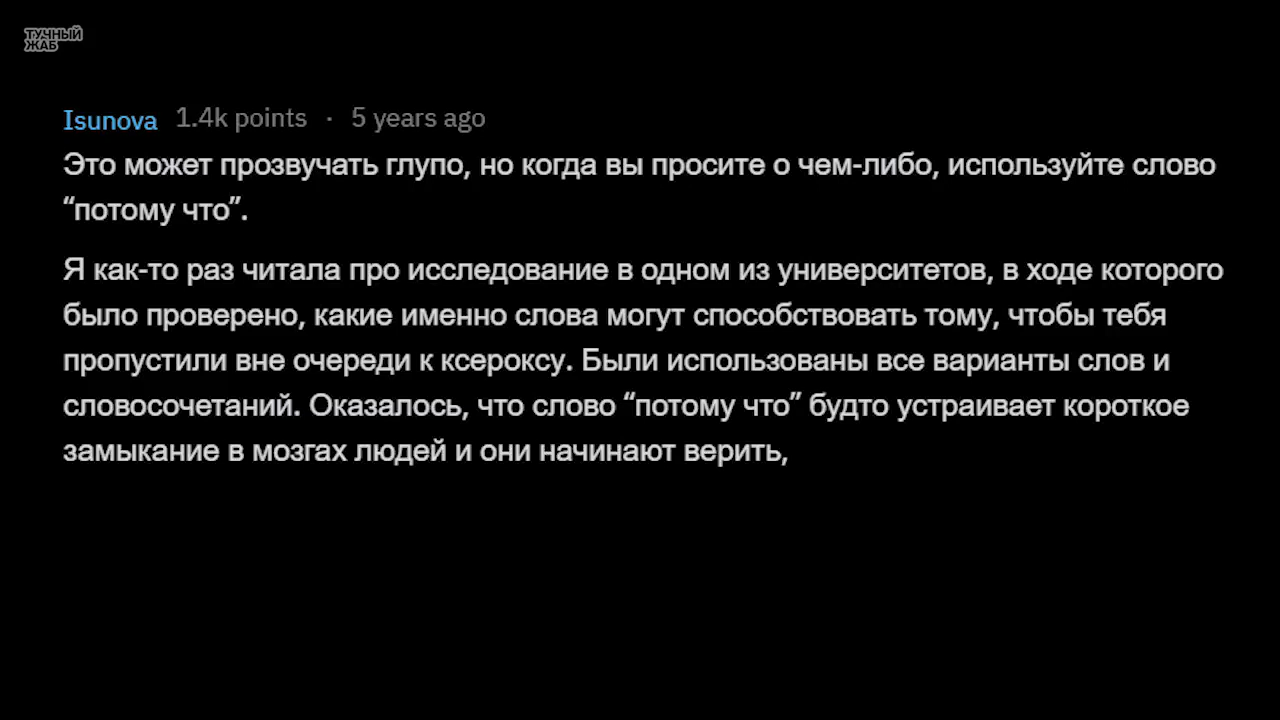 ТУЧНЫЙ
ЖАБ
Isunova 1.4k points · 5 years ago
Это может прозвучать глупо, но когда вы просите о чем-либо, используйте слово
“потому что”.
Я как-то раз читала про исследование в одном из университетов, в ходе которого
было проверено, какие именно слова могут способствовать тому, чтобы тебя
пропустили вне очереди к ксероксу. Были использованы все варианты слов и
словосочетаний. Оказалось, что слово “потому что” будто устраивает короткое
замыкание в мозгах людей и они начинают верить,